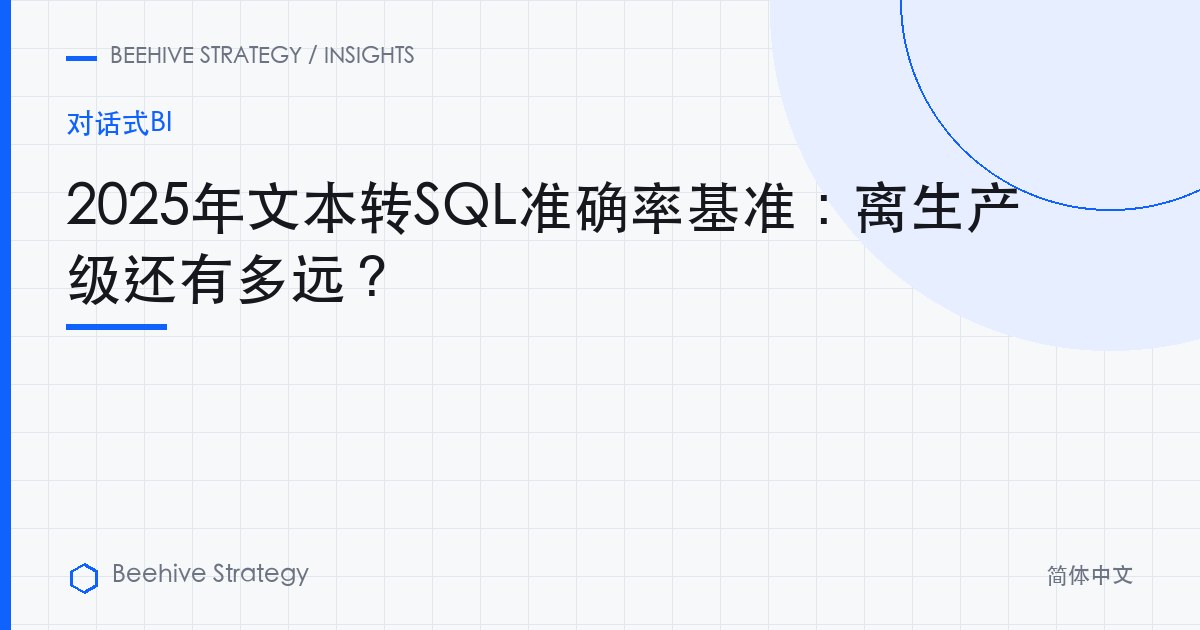 BEEHIVE STRATEGY / INSIGHTS
对话式BI
2025年文本转SQL准确率基准：离生产
级还有多远？
Beehive Strategy
简体中文